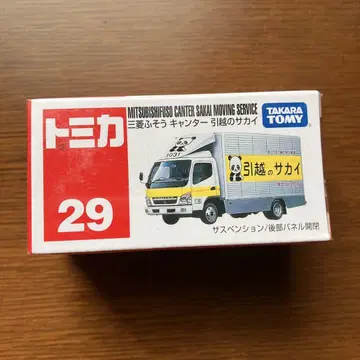 トミカ
29
MITSUBISHIFUSO CANTER SAKAI MOVING SERVICE
三菱ふそう キャンター 引越のサカイ
TAKARA
TOMY
1031
引越のサカイ
サスペンション/後部パネル開閉